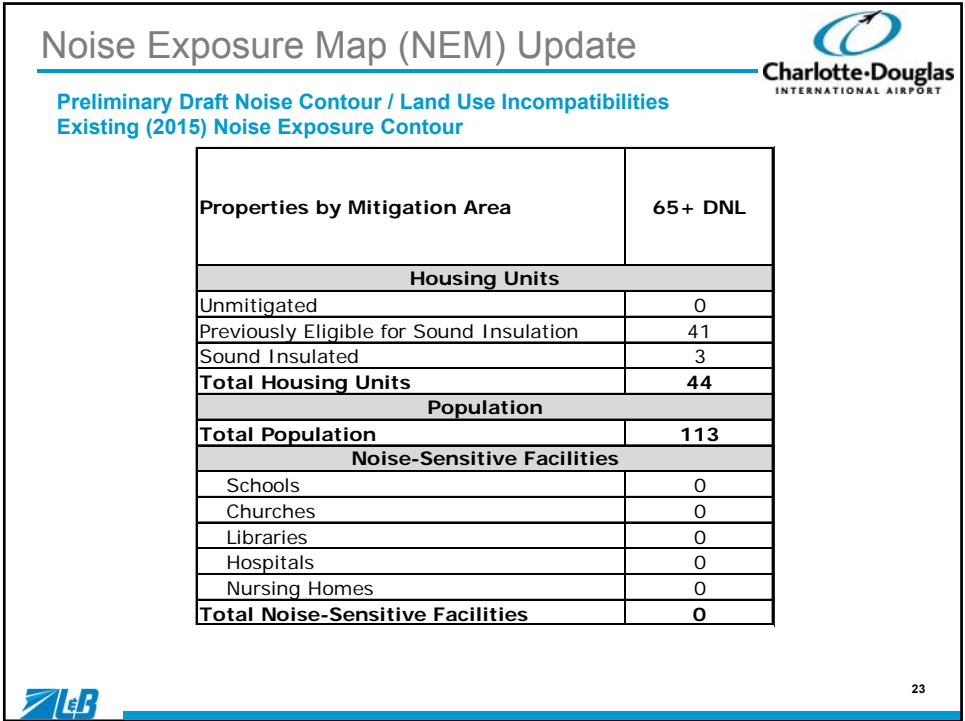 Noise Exposure Map (NEM) Update
Charlotte·Douglas
INTERNATIONAL AIRPORT
Preliminary Draft Noise Contour / Land Use Incompatibilities
Existing (2015) Noise Exposure Contour
Properties by Mitigation Area 65+ DNL
Housing Units
Unmitigated 0
Previously Eligible for Sound Insulation 41
Sound Insulated 3
Total Housing Units 44
Population
Total Population 113
Noise-Sensitive Facilities
Schools 0
Churches 0
Libraries 0
Hospitals 0
Nursing Homes 0
Total Noise-Sensitive Facilities 0
L&B
23